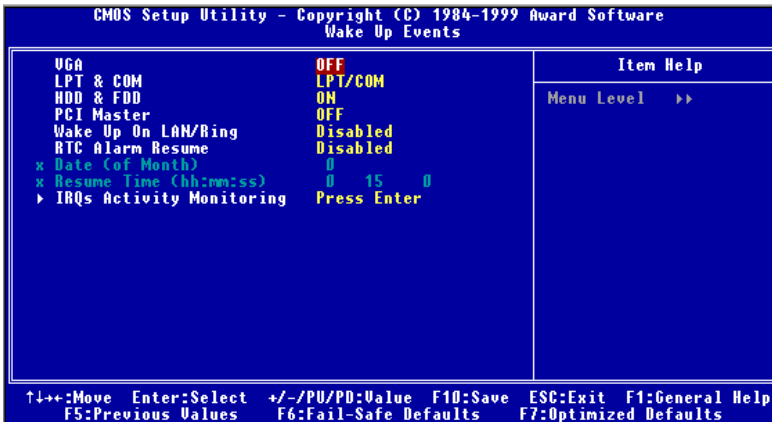 CMOS Setup Utility - Copyright (C) 1984-1999 Award Software
Wake Up Events
VGA OFF
LPT & COM LPT/COM
HDD & FDD ON
PCI Master OFF
Wake Up On LAN/Ring Disabled
RTC Alarm Resume Disabled
x Date (of Month) 0
x Resume Time (hh:mm:ss) 0 15 0
▸ IRQs Activity Monitoring Press Enter
Item Help
Menu Level ▸▸
↑↓→←:Move Enter:Select +/-/PU/PD:Value F10:Save ESC:Exit F1:General Help
F5:Previous Values F6:Fail-Safe Defaults F7:Optimized Defaults